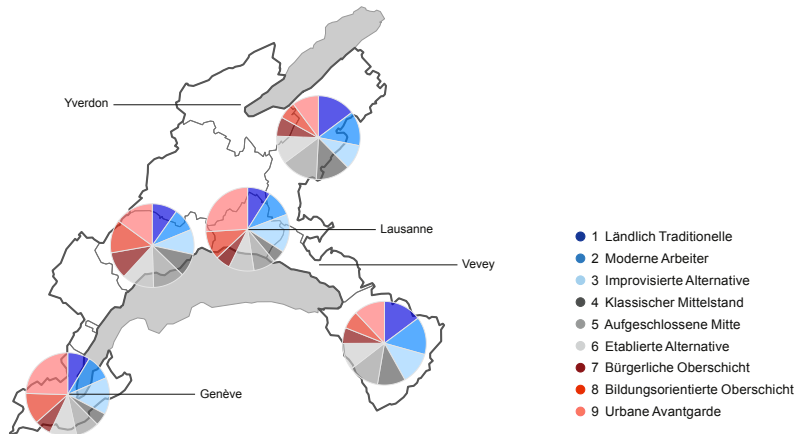 Yverdon
Lausanne
Vevey
Genève
1 Ländlich Traditionelle
2 Moderne Arbeiter
3 Improvisierte Alternative
4 Klassischer Mittelstand
5 Aufgeschlossene Mitte
6 Etablierte Alternative
7 Bürgerliche Oberschicht
8 Bildungsorientierte Oberschicht
9 Urbane Avantgarde